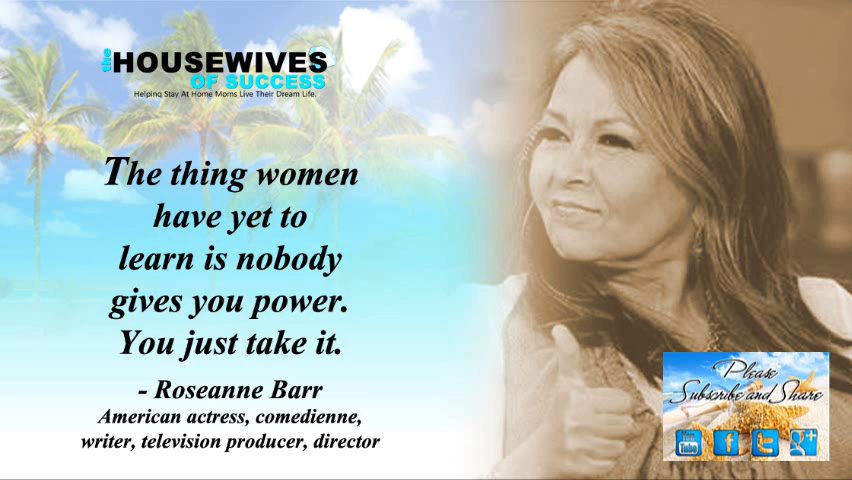 the HOUSEWIVES
OF SUCCESS
Helping Stay At Home Moms Live Their Dream Life.
The thing women
have yet to
learn is nobody
gives you power.
You just take it.
- Roseanne Barr
American actress, comedienne,
writer, television producer, director
Please
Subscribe and Share
You
Tube
f
t
g+